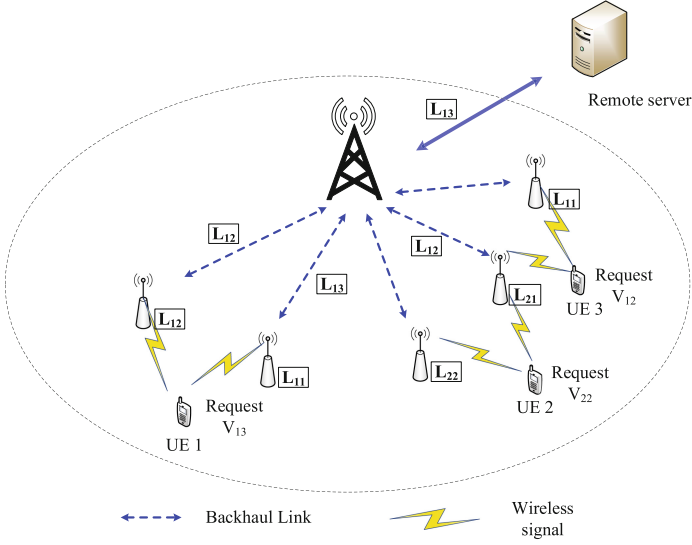 L13
Remote server
L11
L12
L12
L13
Request
V12
UE 3
L12
L21
L11
L22
Request
V22
UE 2
Request
V13
UE 1
Backhaul Link
Wireless
signal